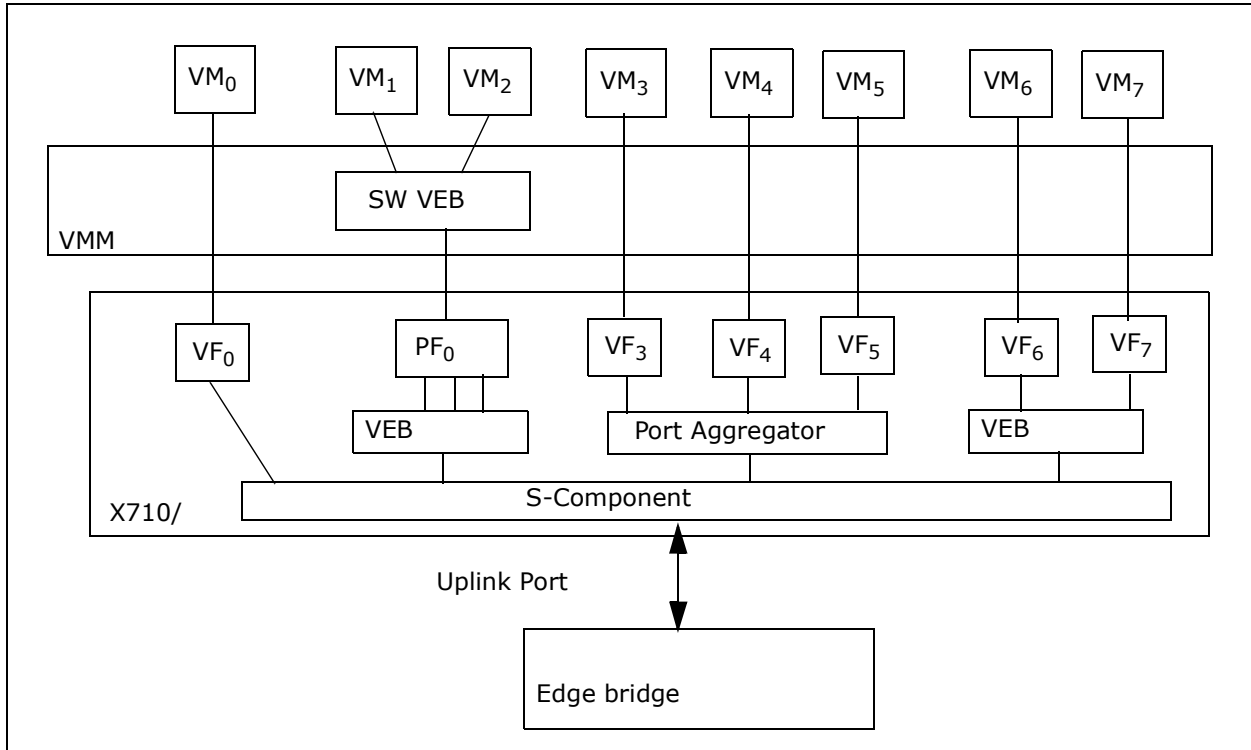 VM0
VM1
VM2
VM3
VM4
VM5
VM6
VM7
SW VEB
VMM
VF0
PF0
VF3
VF4
VF5
VF6
VF7
VEB
Port Aggregator
VEB
S-Component
X710/
Uplink Port
Edge bridge